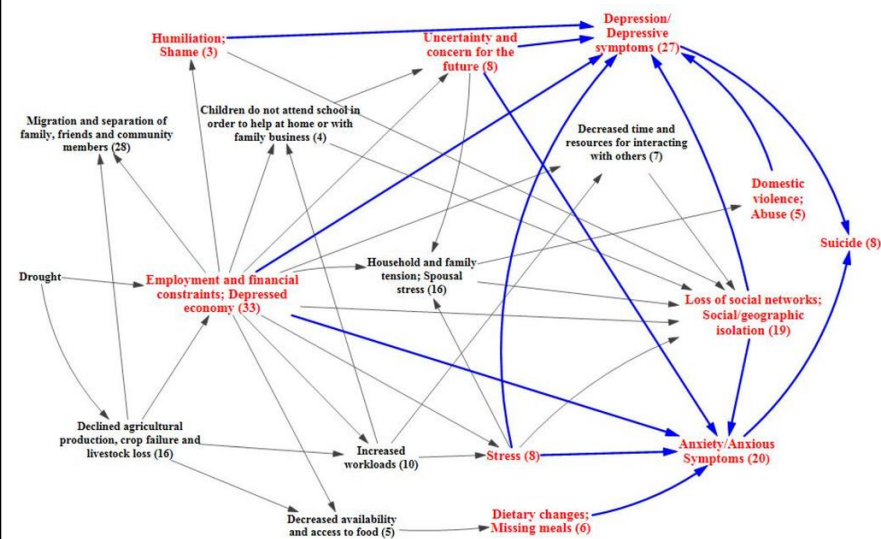 Humiliation;
Shame (3)
Uncertainty and
concern for the
future (8)
Depression/
Depressive
symptoms (27)
Migration and separation of
family, friends and community
members (28)
Children do not attend school in
order to help at home or with
family business (4)
Decreased time and
resources for interacting
with others (7)
Domestic
violence;
Abuse (5)
Suicide (8)
Drought
Employment and financial
constraints; Depressed
economy (33)
Household and family
tension; Spousal
stress (16)
Loss of social networks;
Social/geographic
isolation (19)
Declined agricultural
production, crop failure and
livestock loss (16)
Increased
workloads (10)
Stress (8)
Anxiety/Anxious
Symptoms (20)
Decreased availability
and access to food (5)
Dietary changes;
Missing meals (6)